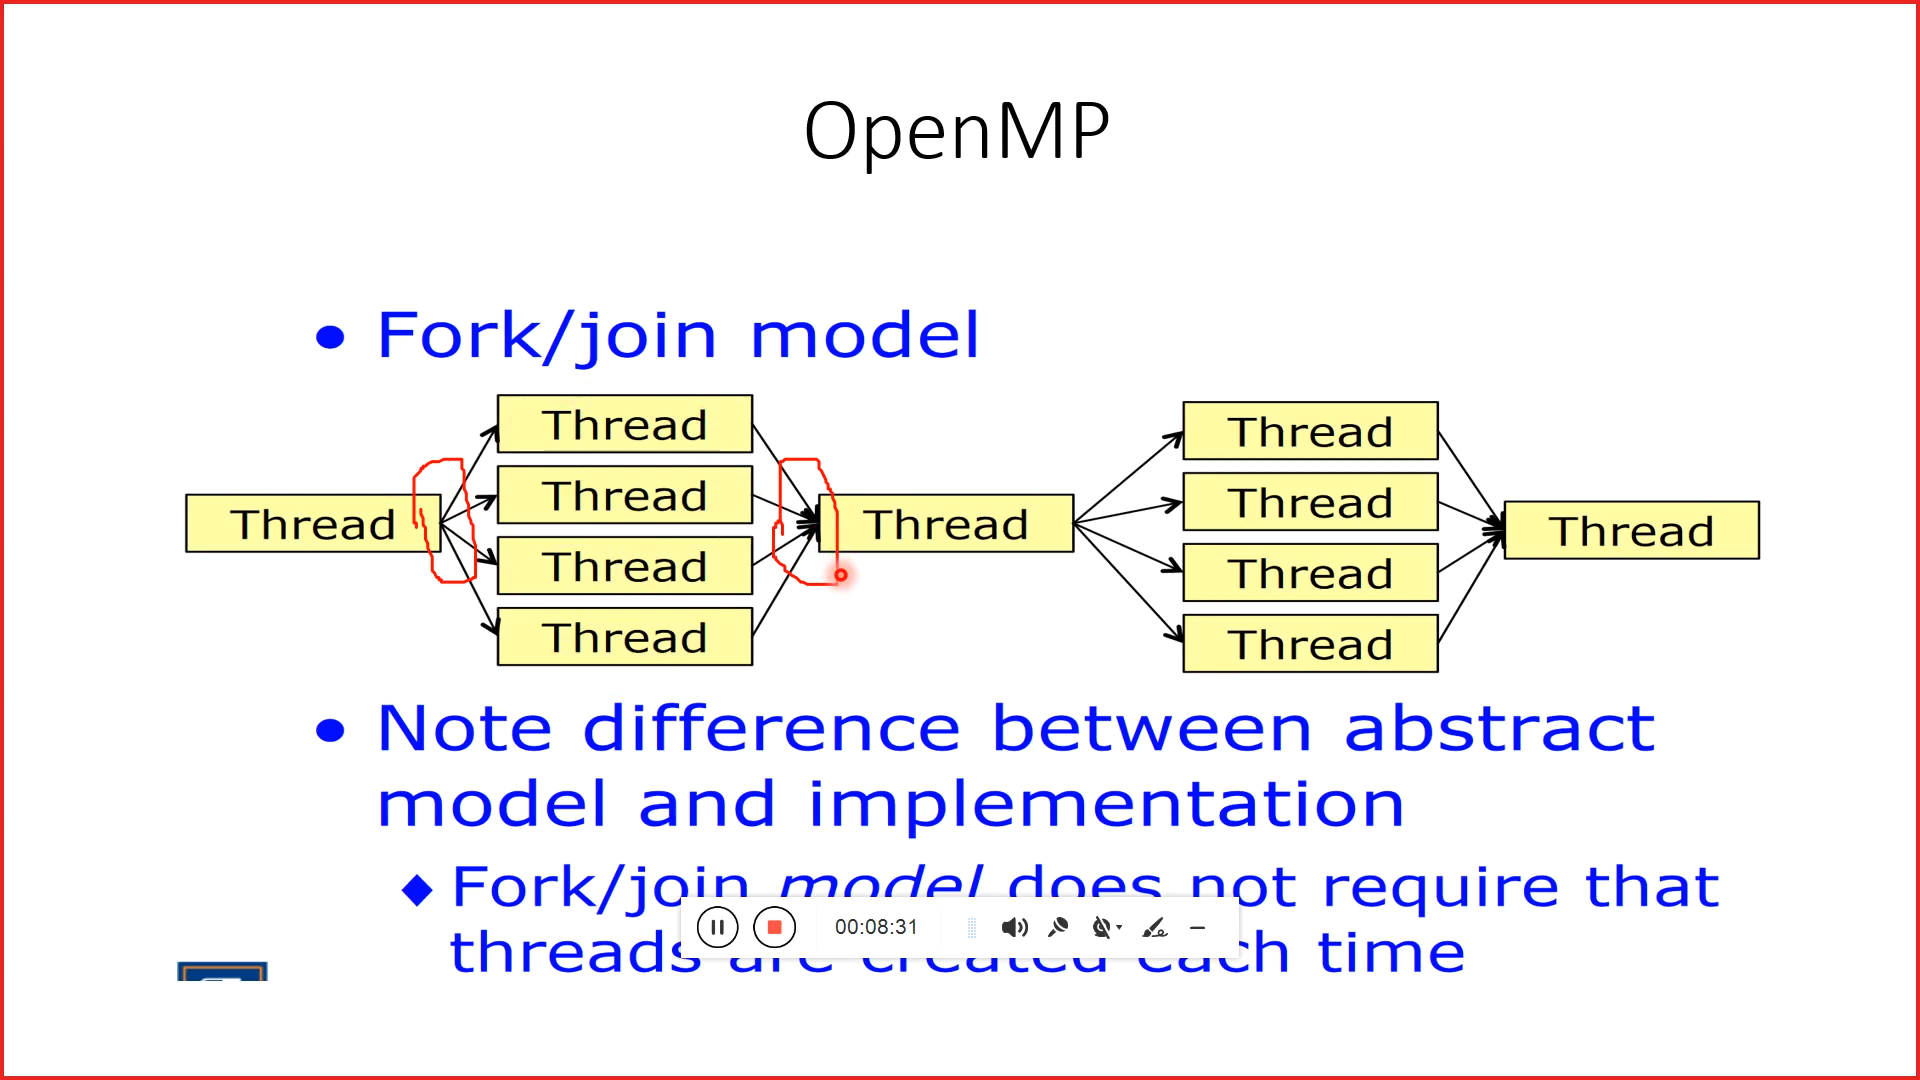 OpenMP
• Fork/join model
Thread
Thread
Thread
Thread
Thread
Thread
Thread
Thread
Thread
Thread
Thread
• Note difference between abstract
model and implementation
◆ Fork/join model does not require that
threads are created each time
00:08:31